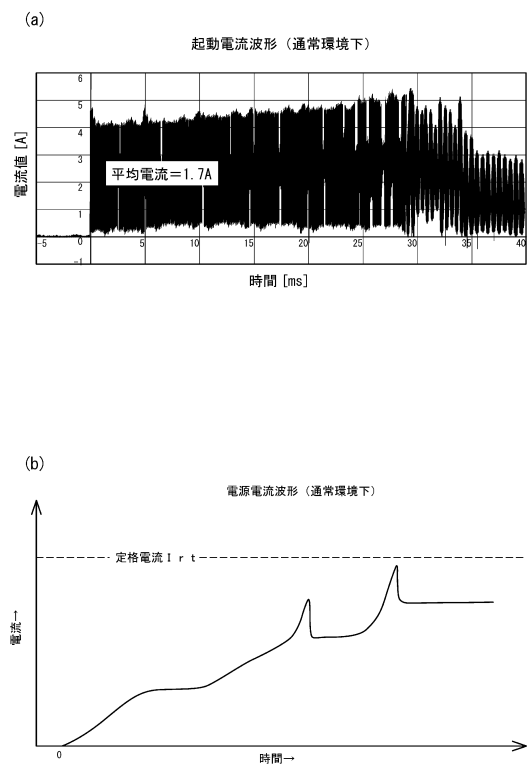 (a)
起動電流波形（通常環境下）
電流値 [A]
6
5
4
3
2
1
0
-1
平均電流＝1.7A
-5 5 10 15 20 25 30 35 40
時間 [ms]
(b)
電源電流波形（通常環境下）
定格電流Ｉｒｔ
電流→
0
時間→